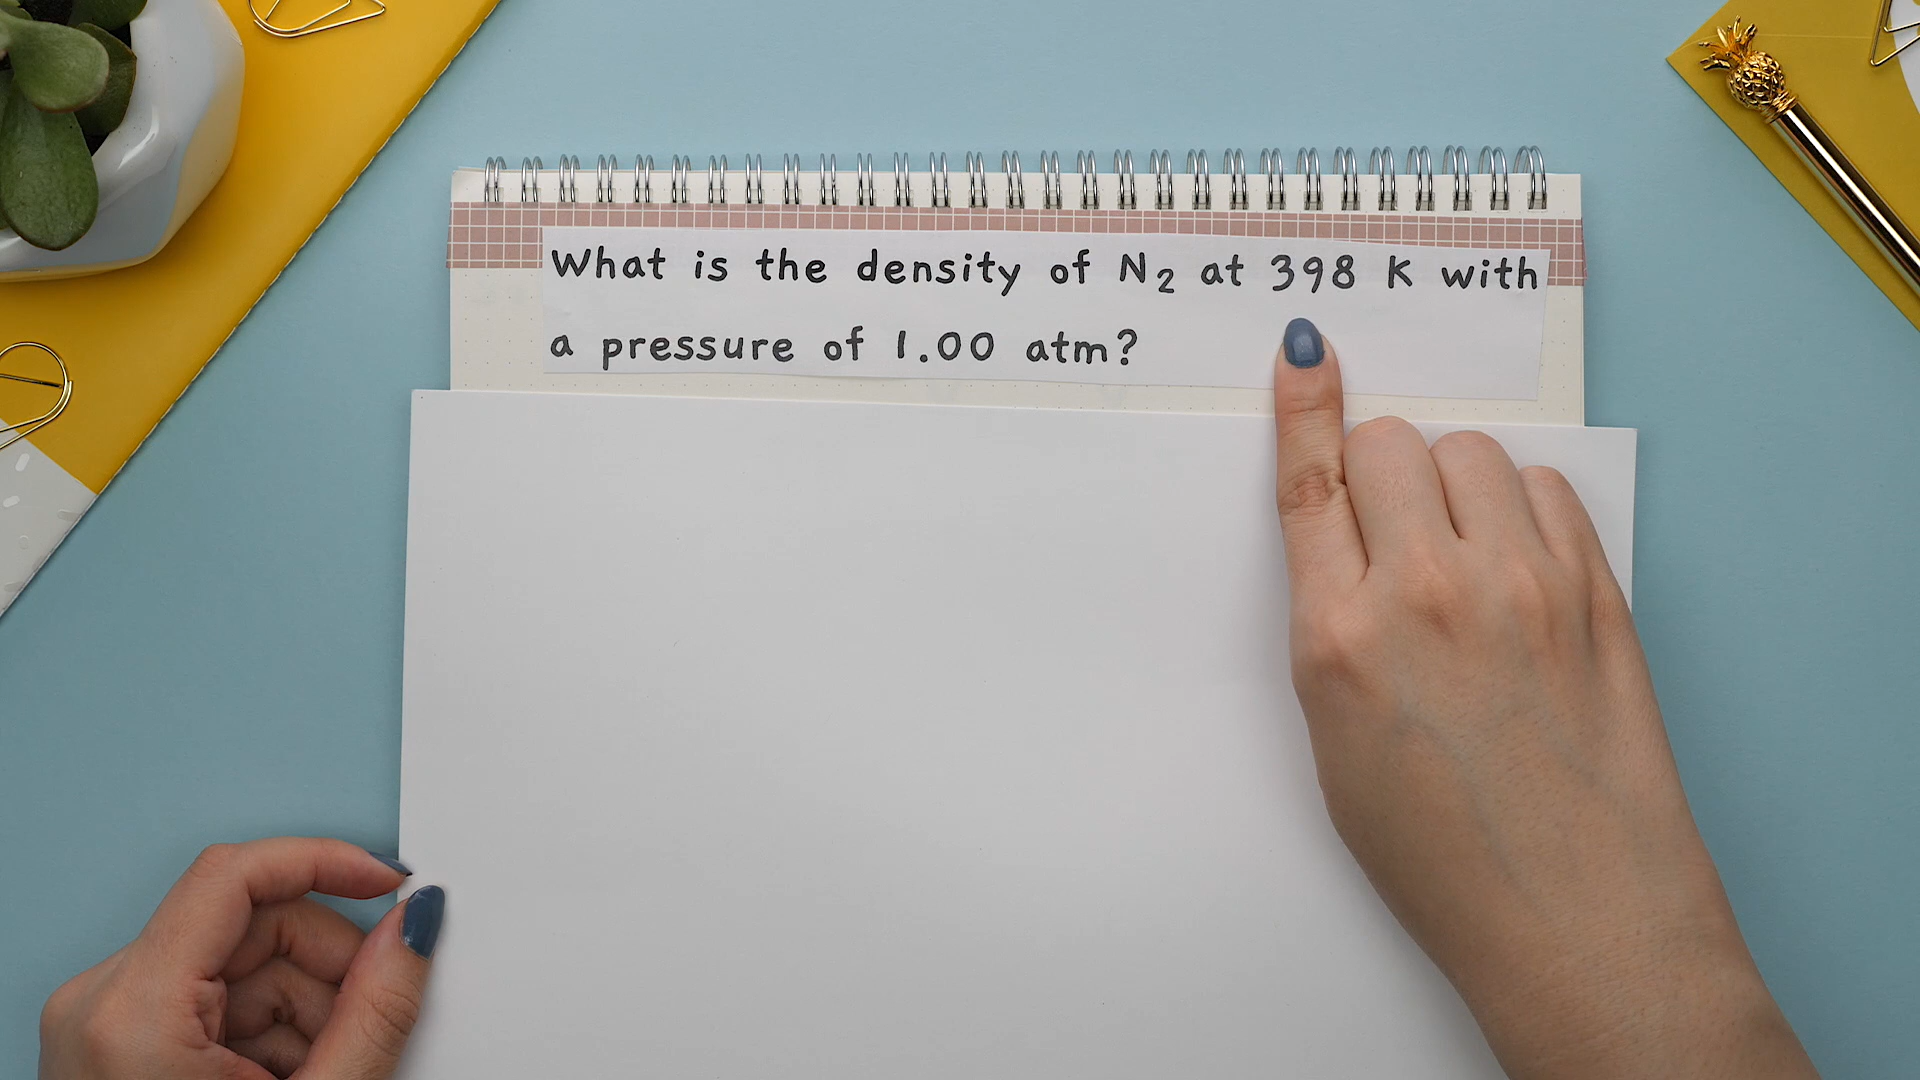 What is the density of N₂ at 398 K with
a pressure of 1.00 atm?